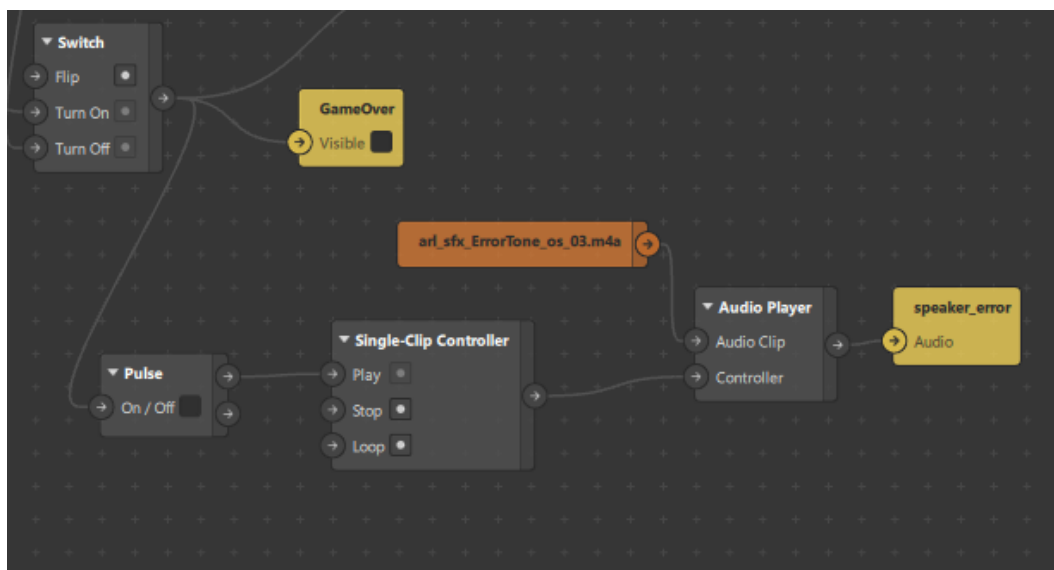 Switch
Flip
Turn On
Turn Off
GameOver
Visible
arl_sfx_ErrorTone_os_03.m4a
Audio Player
Audio Clip
Controller
speaker_error
Audio
Single-Clip Controller
Play
Stop
Loop
Pulse
On / Off